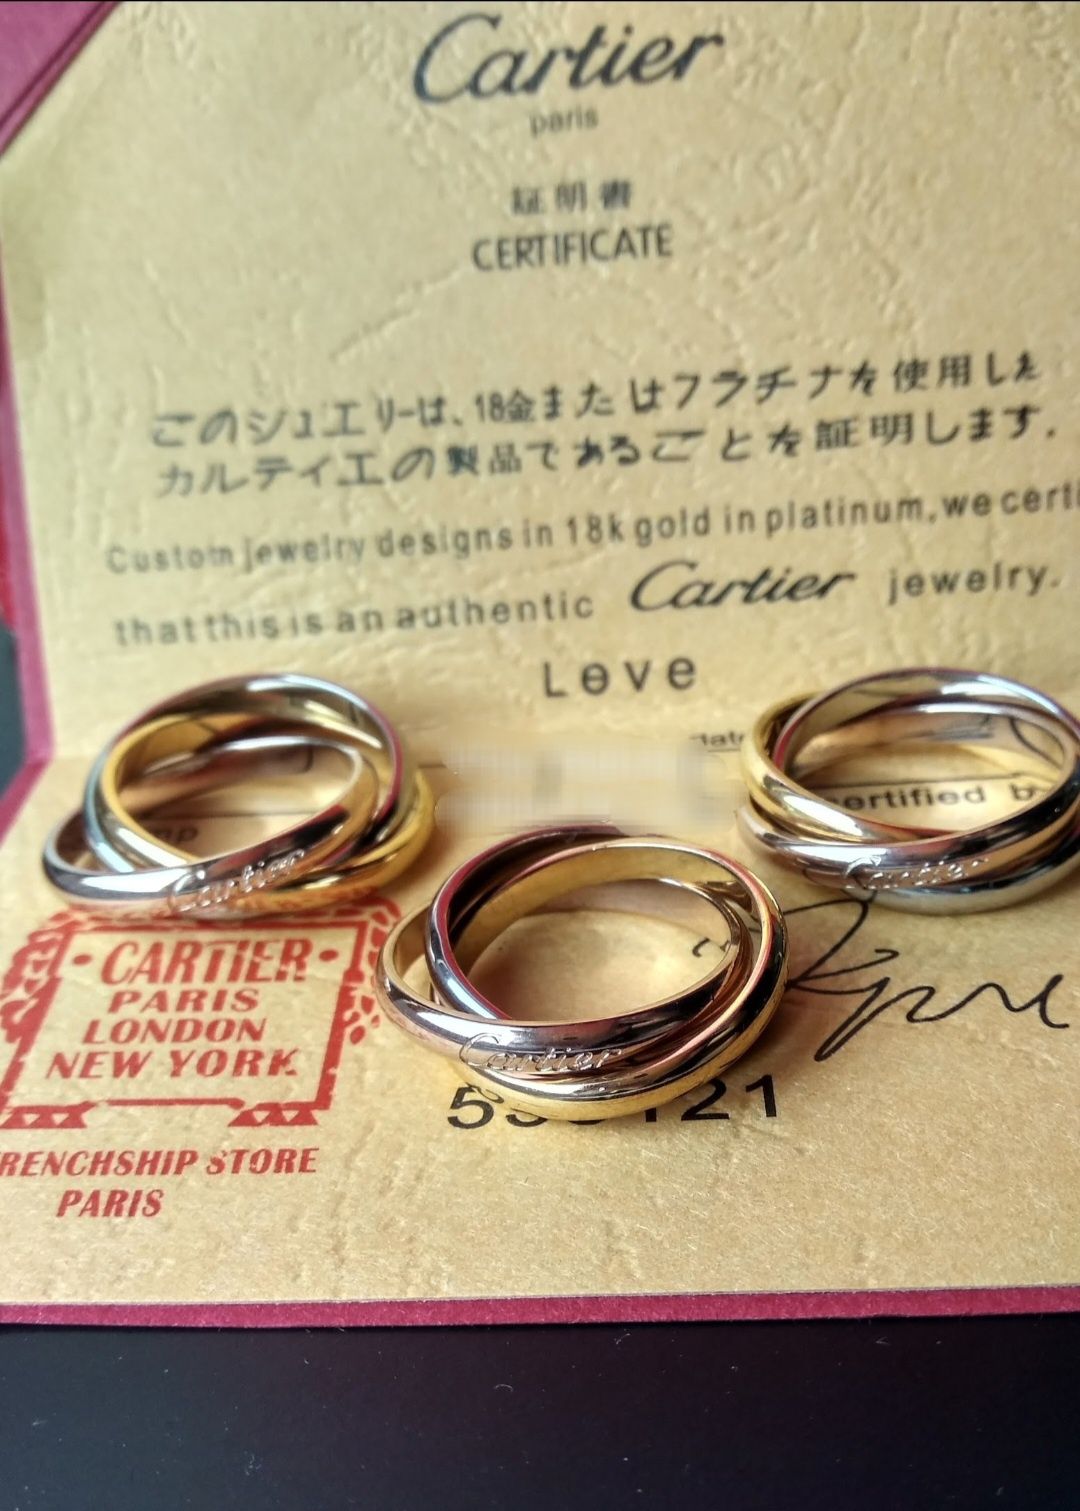 Cartier
paris
証明書
CERTIFICATE
このジュエリーは、18金またはプラチナを使用した
カルティエの製品であることを証明します.
Custom jewelry designs in 18k gold in platinum, we certi
that this is an authentic Cartier jewelry.
Love
ertified b
Cartier
Cartier
Cartier
CARTIER
PARIS
LONDON
NEW YORK
RENCHSHIP STORE
PARIS